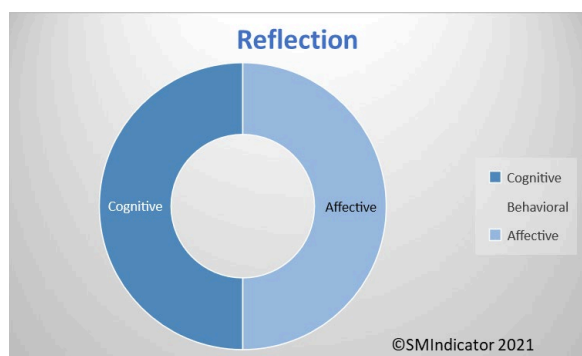 Reflection
Cognitive
Affective
Cognitive
Behavioral
Affective
©SMIndicator 2021